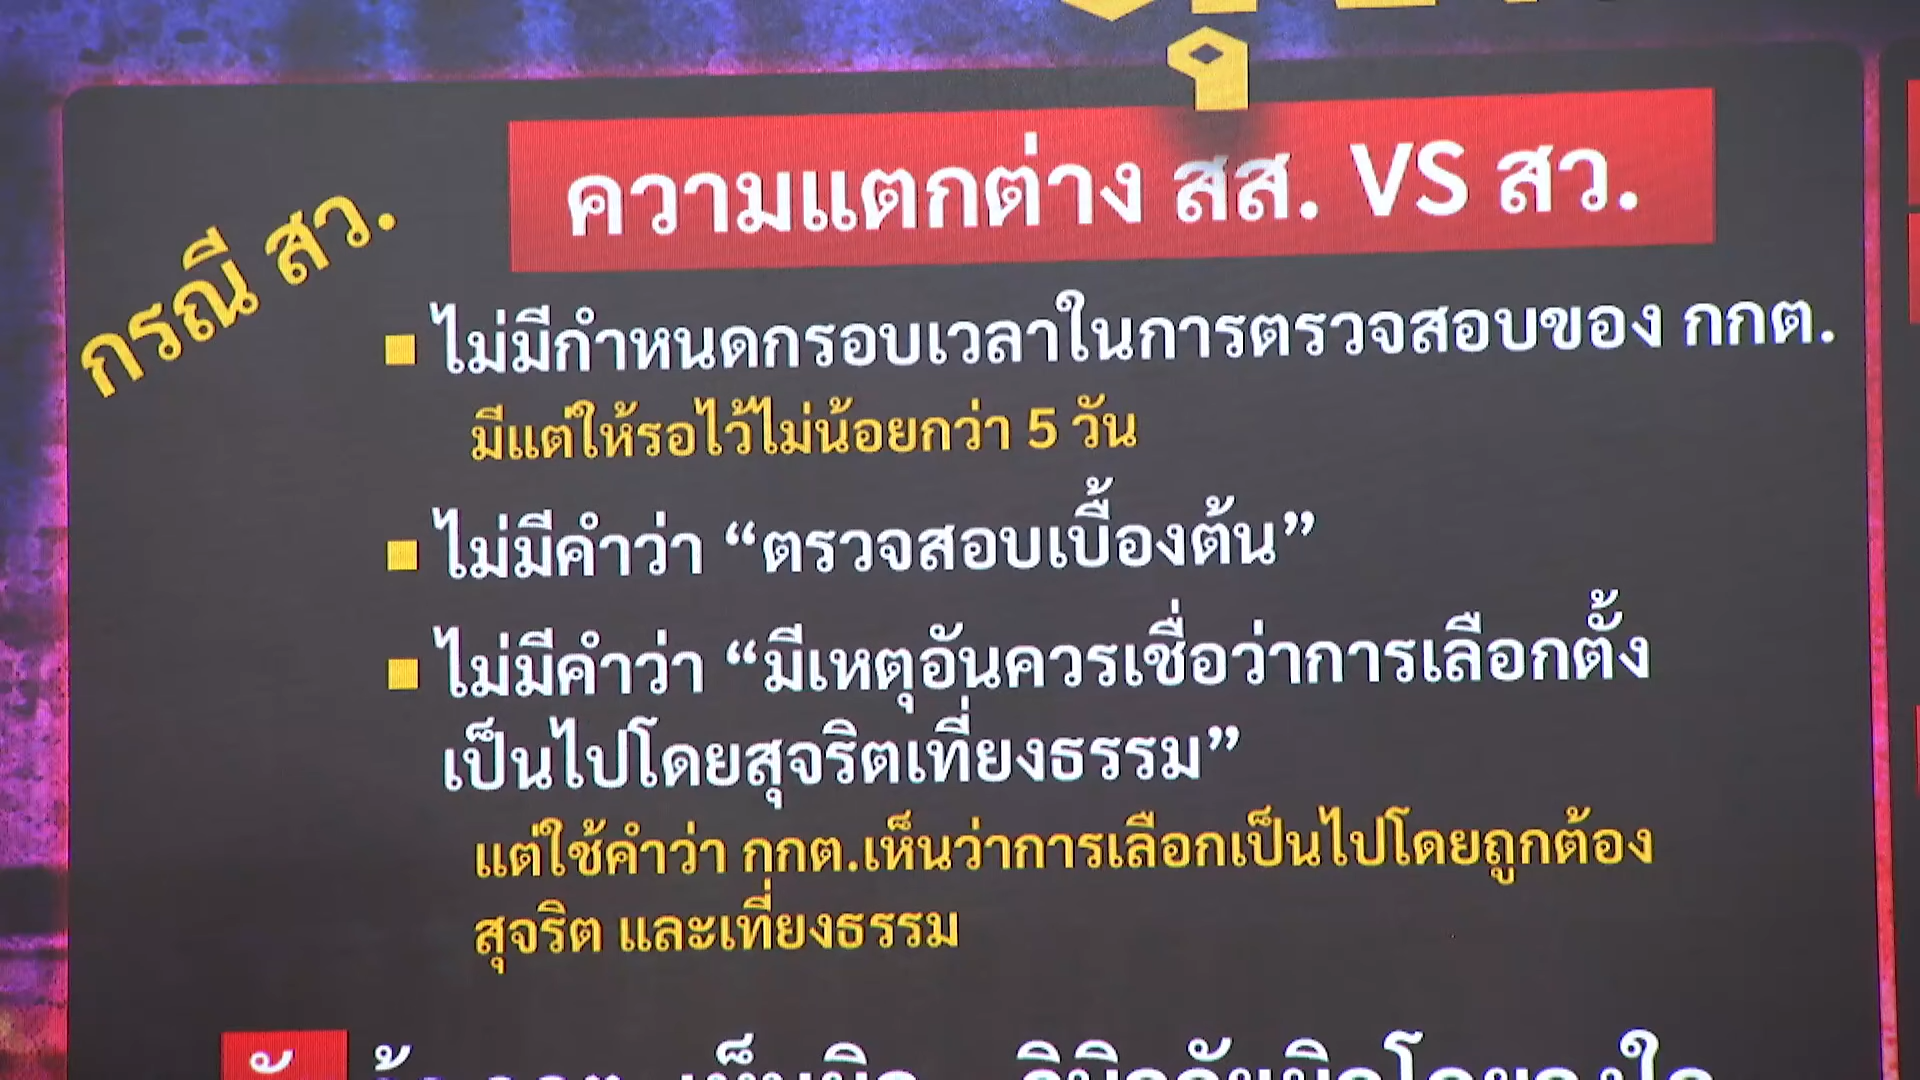 ความแตกต่าง สส. VS สว.
กรณี สว.
▪ ไม่มีกำหนดกรอบเวลาในการตรวจสอบของ กกต.
มีแต่ให้รอไว้ไม่น้อยกว่า 5 วัน
▪ ไม่มีคำว่า “ตรวจสอบเบื้องต้น”
▪ ไม่มีคำว่า “มีเหตุอันควรเชื่อว่าการเลือกตั้ง
เป็นไปโดยสุจริตเที่ยงธรรม”
แต่ใช้คำว่า กกต.เห็นว่าการเลือกเป็นไปโดยถูกต้อง
สุจริต และเที่ยงธรรม